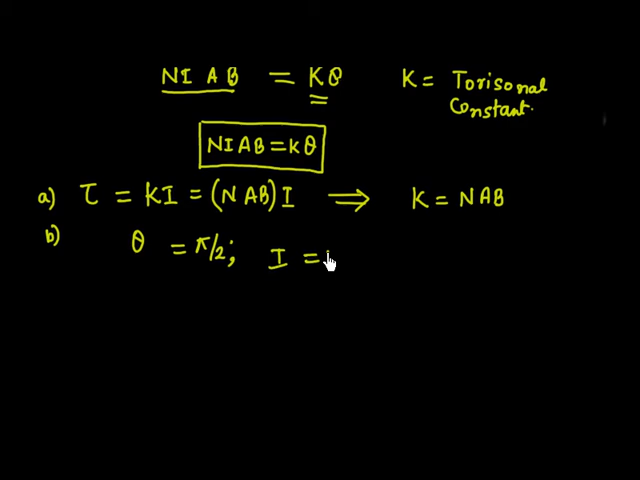 NI AB = Kθ K = Torisonal
Constant.
NIAB = kθ
a) τ = KI = (NAB)I ⟹ K = NAB
b) θ = π/2; I =